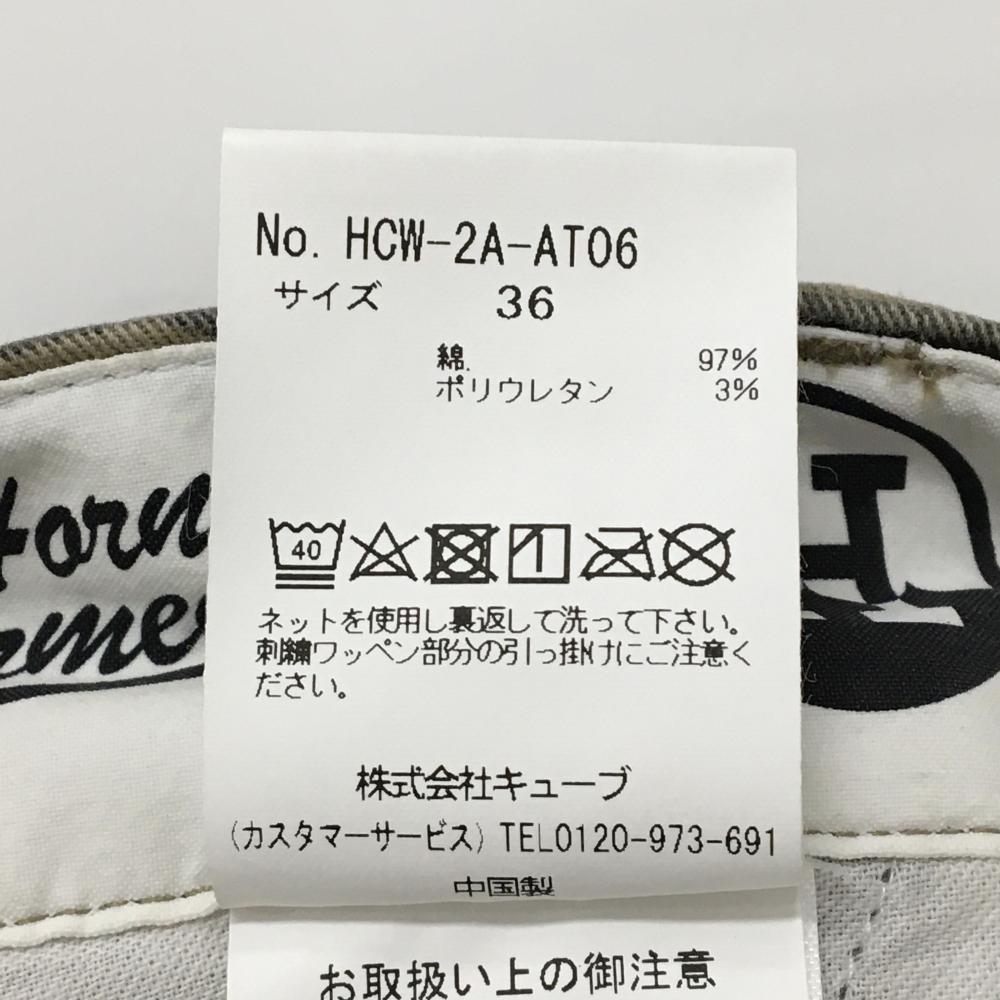 No. HCW-2A-AT06
サイズ 36
綿. 97%
ポリウレタン 3%
40
ネットを使用し裏返して洗って下さい。
刺繍ワッペン部分の引っ掛けにご注意く
ださい。
株式会社キューブ
(カスタマーサービス) TEL0120-973-691
中国製
お取扱い上の御注意
H